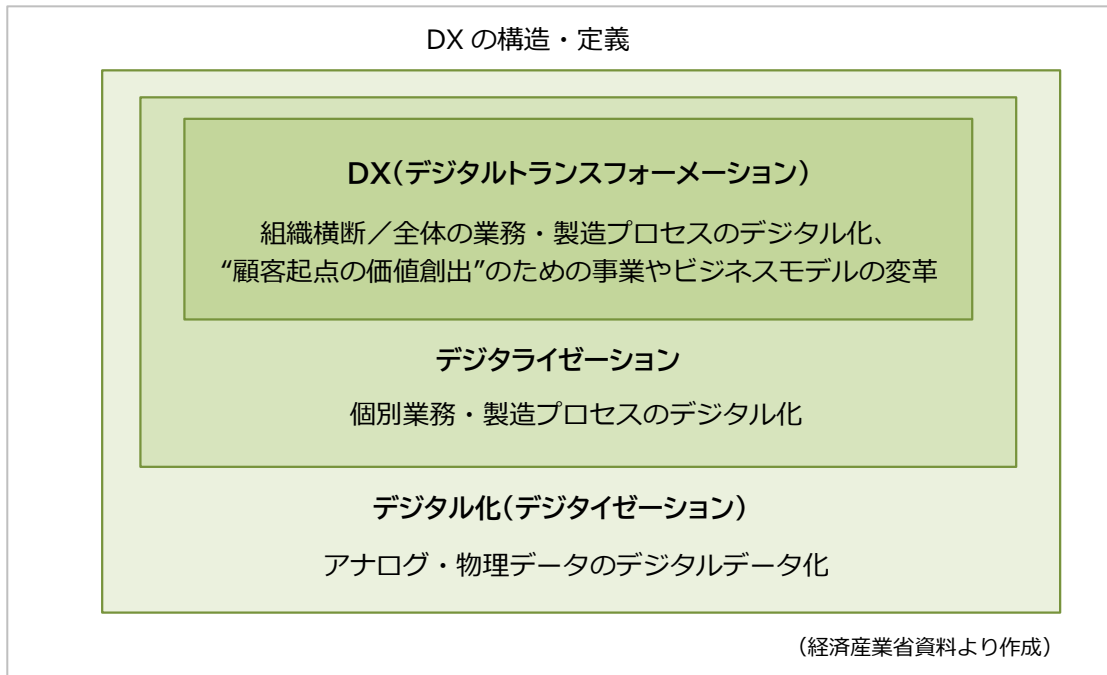 DX の構造・定義
DX(デジタルトランスフォーメーション)
組織横断／全体の業務・製造プロセスのデジタル化、
“顧客起点の価値創出”のための事業やビジネスモデルの変革
デジタライゼーション
個別業務・製造プロセスのデジタル化
デジタル化(デジタイゼーション)
アナログ・物理データのデジタルデータ化
（経済産業省資料より作成）